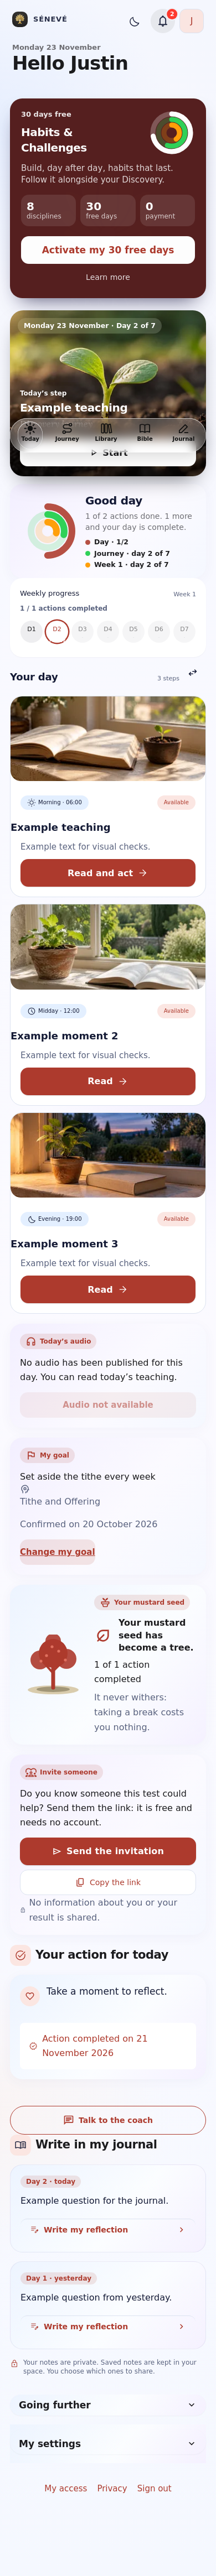 SÉNEVÉ
2
J
Monday 23 November
Hello Justin
30 days free
Habits &
Challenges
Build, day after day, habits that last.
Follow it alongside your Discovery.
8
disciplines
30
free days
0
payment
Activate my 30 free days
Learn more
Monday 23 November · Day 2 of 7
Today's step
Example teaching
Today
Journey
Library
Bible
Journal
Start
Good day
1 of 2 actions done. 1 more
and your day is complete.
Day · 1/2
Journey · day 2 of 7
Week 1 · day 2 of 7
Weekly progress
Week 1
1 / 1 actions completed
D1
D2
D3
D4
D5
D6
D7
Your day
3 steps
Morning · 06:00
Available
Example teaching
Example text for visual checks.
Read and act
Midday · 12:00
Available
Example moment 2
Example text for visual checks.
Read
Evening · 19:00
Available
Example moment 3
Example text for visual checks.
Read
Today's audio
No audio has been published for this
day. You can read today's teaching.
Audio not available
My goal
Set aside the tithe every week
Tithe and Offering
Confirmed on 20 October 2026
Change my goal
Your mustard seed
Your mustard
seed has
become a tree.
1 of 1 action
completed
It never withers:
taking a break costs
you nothing.
Invite someone
Do you know someone this test could
help? Send them the link: it is free and
needs no account.
Send the invitation
Copy the link
No information about you or your
result is shared.
Your action for today
Take a moment to reflect.
Action completed on 21
November 2026
Talk to the coach
Write in my journal
Day 2 · today
Example question for the journal.
Write my reflection
Day 1 · yesterday
Example question from yesterday.
Write my reflection
Your notes are private. Saved notes are kept in your
space. You choose which ones to share.
Going further
My settings
My access
Privacy
Sign out